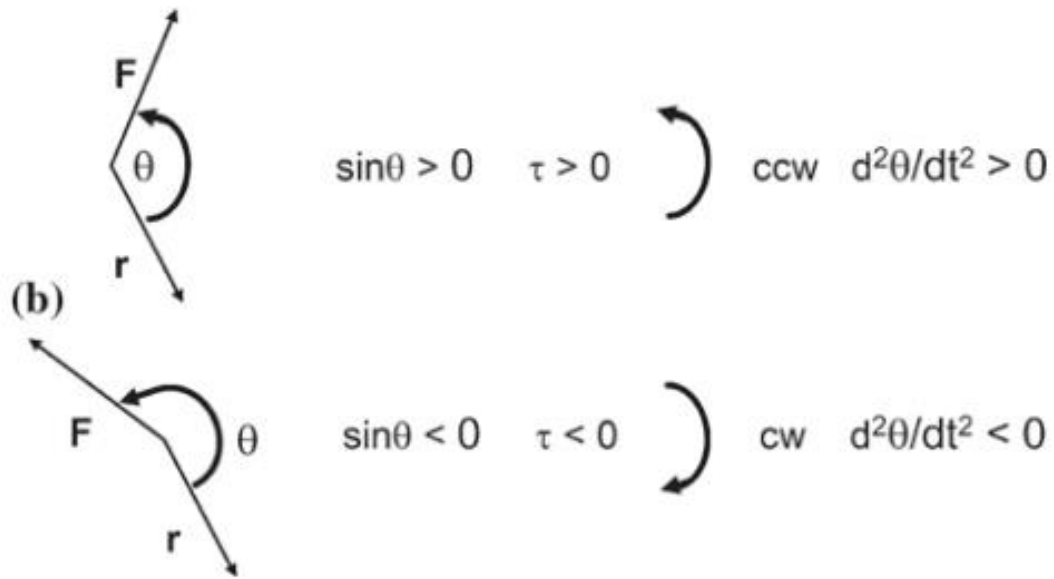 F
θ sinθ > 0 τ > 0 ccw d²θ/dt² > 0
r
(b)
F θ sinθ < 0 τ < 0 cw d²θ/dt² < 0
r